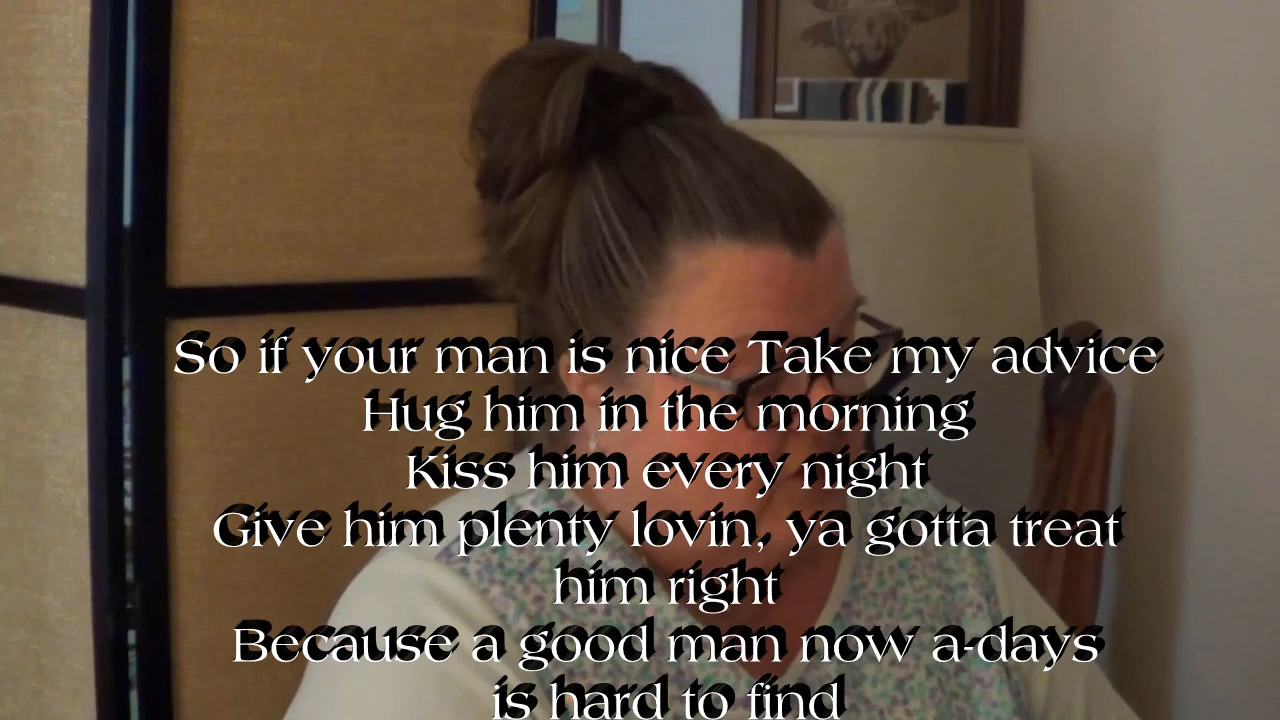 So if your man is nice Take my advice
Hug him in the morning
Kiss him every night
Give him plenty lovin, ya gotta treat
him right
Because a good man now a-days
is hard to find